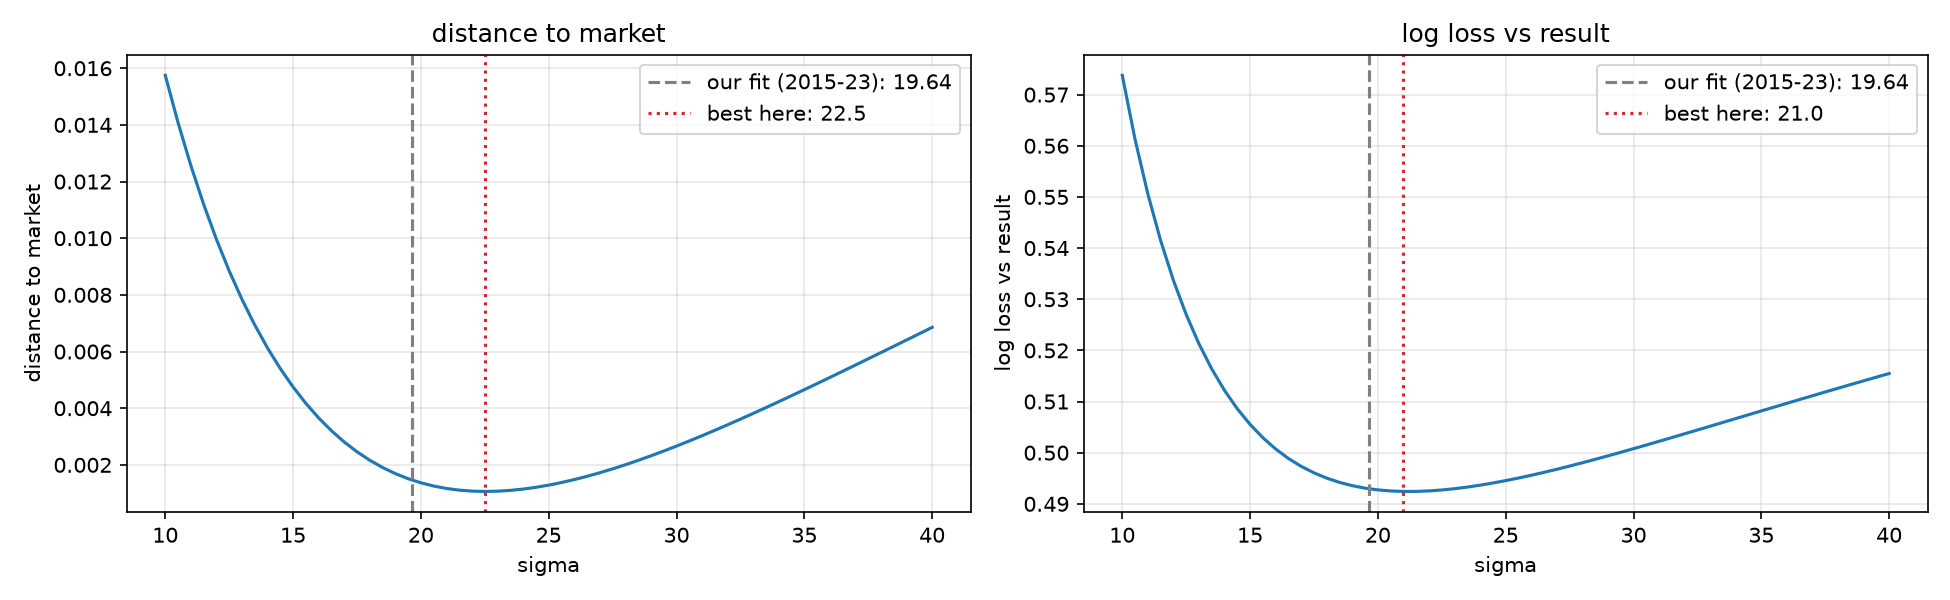 distance to market
distance to market
0.016
0.014
0.012
0.010
0.008
0.006
0.004
0.002
our fit (2015-23): 19.64
best here: 22.5
10 15 20 25 30 35 40
sigma
log loss vs result
log loss vs result
0.57
0.56
0.55
0.54
0.53
0.52
0.51
0.50
0.49
our fit (2015-23): 19.64
best here: 21.0
10 15 20 25 30 35 40
sigma